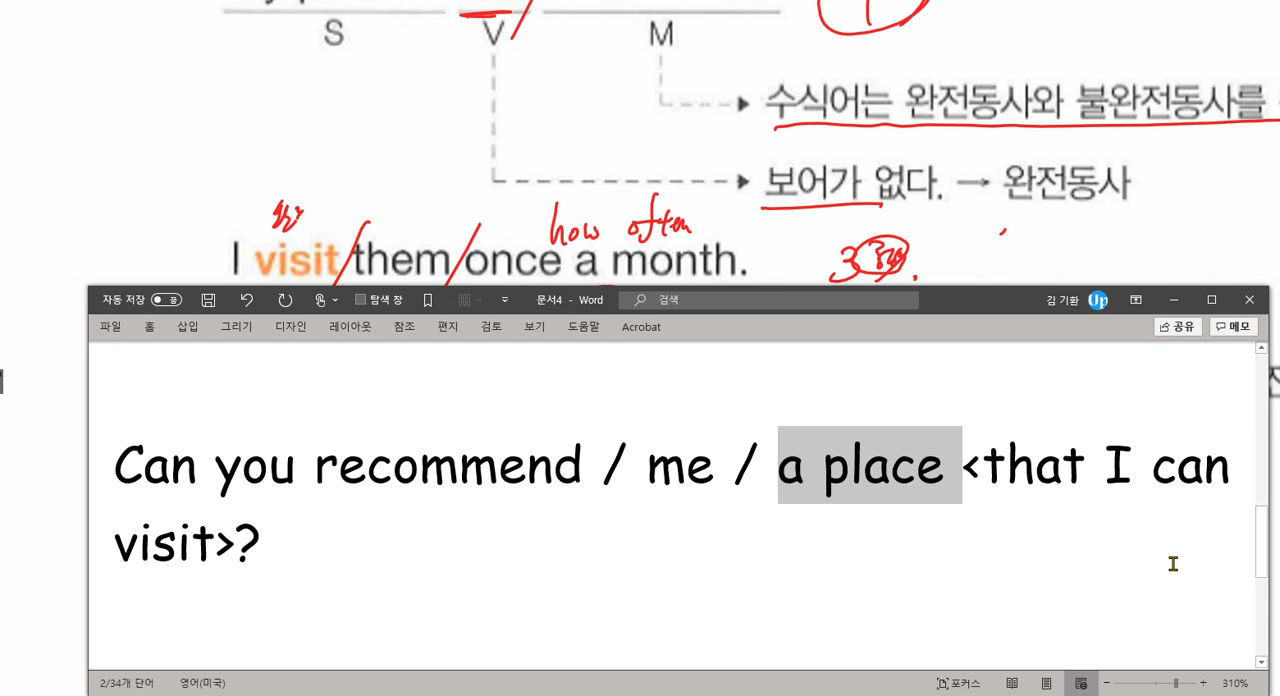 S V M
수식어는 완전동사와 불완전동사를
보어가 없다. → 완전동사
how often
I visit them once a month.
자동 저장 끔 탐색 창 문서4 - Word 검색 김 기환
파일 홈 삽입 그리기 디자인 레이아웃 참조 편지 검토 보기 도움말 Acrobat 공유 메모
Can you recommend / me / a place <that I can
visit>?
2/34개 단어 영어(미국) 포커스 310%